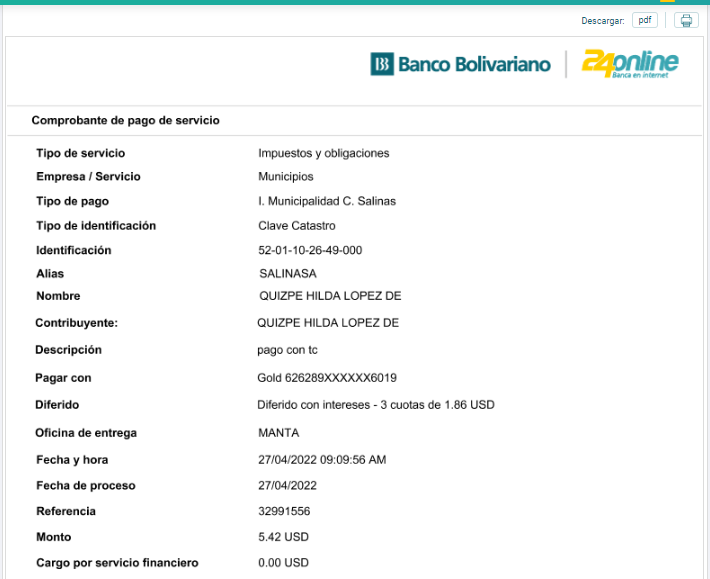 Descargar: pdf
Banco Bolivariano 24online
Banca en internet
Comprobante de pago de servicio
Tipo de servicio Impuestos y obligaciones
Empresa / Servicio Municipios
Tipo de pago I. Municipalidad C. Salinas
Tipo de identificación Clave Catastro
Identificación 52-01-10-26-49-000
Alias SALINASA
Nombre QUIZPE HILDA LOPEZ DE
Contribuyente: QUIZPE HILDA LOPEZ DE
Descripción pago con tc
Pagar con Gold 626289XXXXXX6019
Diferido Diferido con intereses - 3 cuotas de 1.86 USD
Oficina de entrega MANTA
Fecha y hora 27/04/2022 09:09:56 AM
Fecha de proceso 27/04/2022
Referencia 32991556
Monto 5.42 USD
Cargo por servicio financiero 0.00 USD